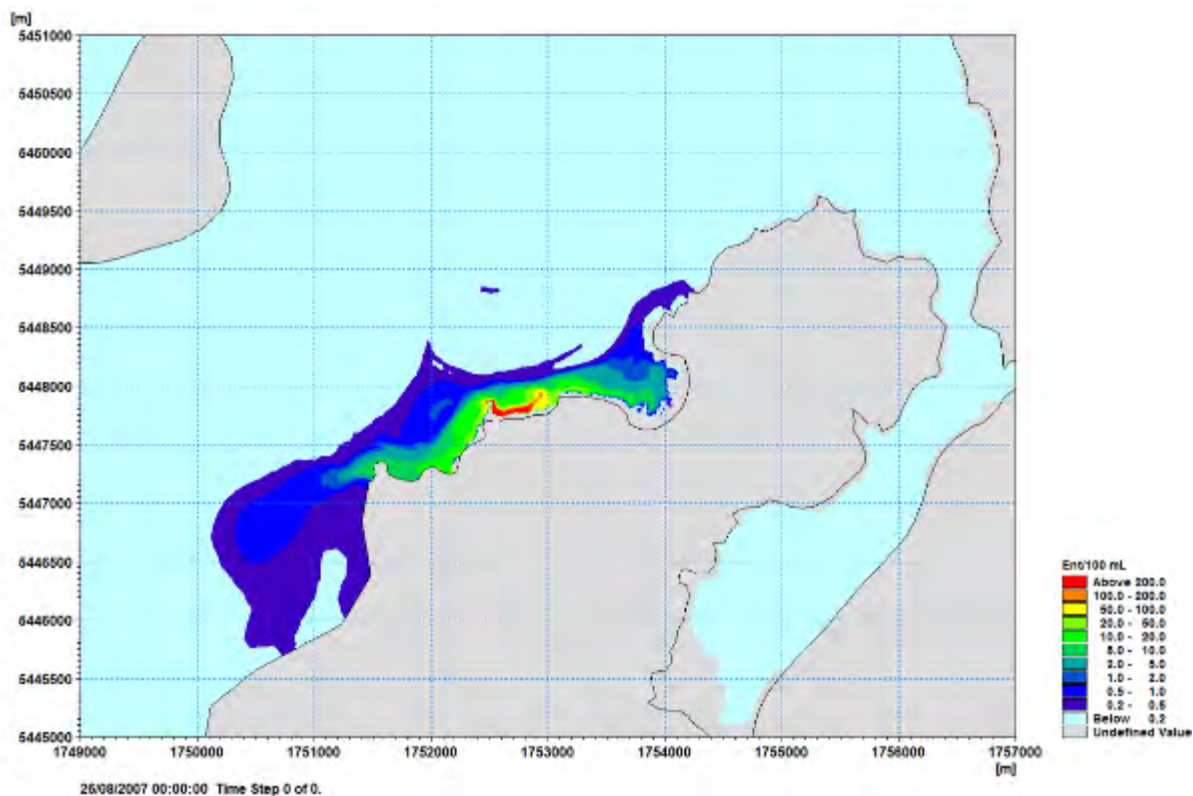 [m]
5451000
5450500
5460000
5449500
5449000
5448500
5448000
5447500
5447000
5446500
5446000
5445500
5445000
1749000 1750000 1751000 1752000 1753000 1754000 1755000 1756000 1757000
[m]
Ent/100 mL
Above 200.0
100.0 - 200.0
50.0 - 100.0
20.0 - 50.0
10.0 - 20.0
5.0 - 10.0
2.0 - 5.0
1.0 - 2.0
0.5 - 1.0
0.2 - 0.5
Below 0.2
Undefined Value
26/08/2007 00:00:00 Time Step 0 of 0.